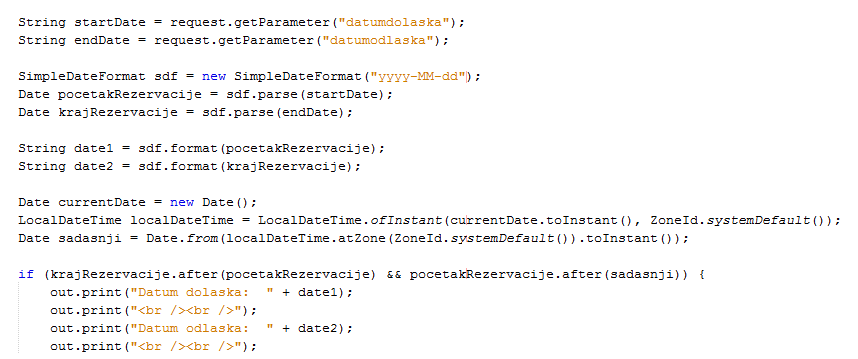 String startDate = request.getParameter("datumdolaska");
String endDate = request.getParameter("datumodlaska");
SimpleDateFormat sdf = new SimpleDateFormat("yyyy-MM-dd");
Date pocetakRezervacije = sdf.parse(startDate);
Date krajRezervacije = sdf.parse(endDate);
String date1 = sdf.format(pocetakRezervacije);
String date2 = sdf.format(krajRezervacije);
Date currentDate = new Date();
LocalDateTime localDateTime = LocalDateTime.ofInstant(currentDate.toInstant(), ZoneId.systemDefault());
Date sadasnji = Date.from(localDateTime.atZone(ZoneId.systemDefault()).toInstant());
if (krajRezervacije.after(pocetakRezervacije) && pocetakRezervacije.after(sadasnji)) {
out.print("Datum dolaska:  " + date1);
out.print("<br /><br />");
out.print("Datum odlaska:  " + date2);
out.print("<br /><br />");